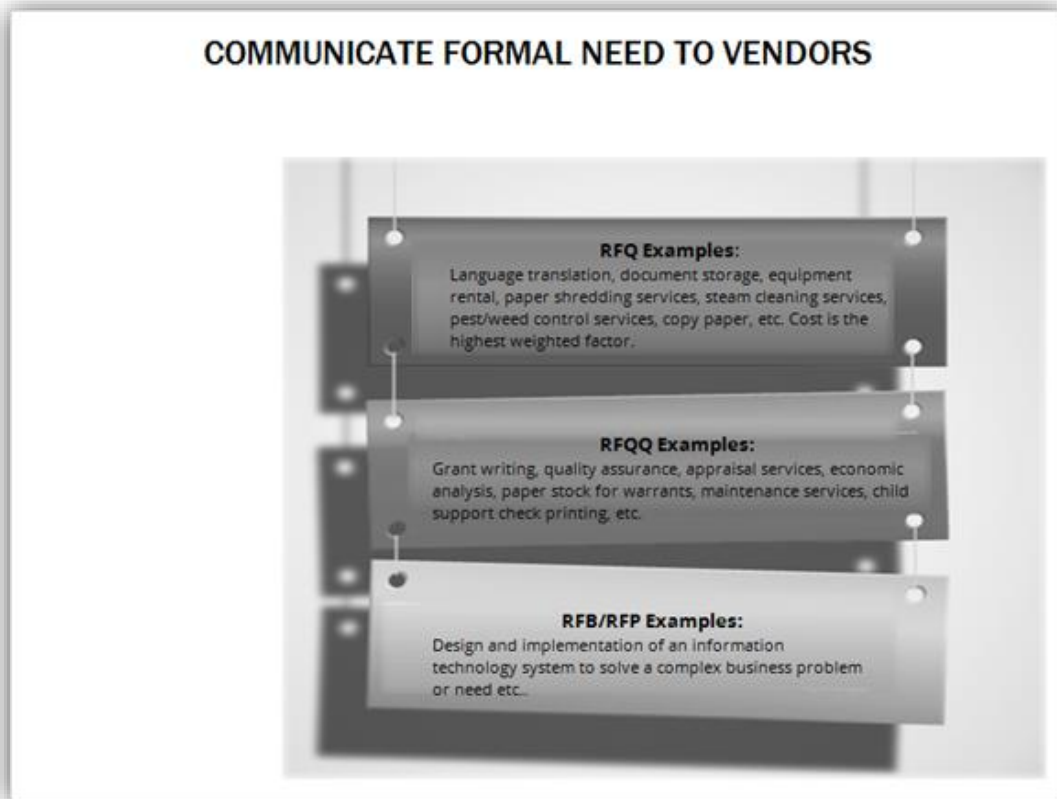 COMMUNICATE FORMAL NEED TO VENDORS
RFQ Examples:
Language translation, document storage, equipment
rental, paper shredding services, steam cleaning services,
pest/weed control services, copy paper, etc. Cost is the
highest weighted factor.
RFQQ Examples:
Grant writing, quality assurance, appraisal services, economic
analysis, paper stock for warrants, maintenance services, child
support check printing, etc.
RFB/RFP Examples:
Design and implementation of an information
technology system to solve a complex business problem
or need etc..